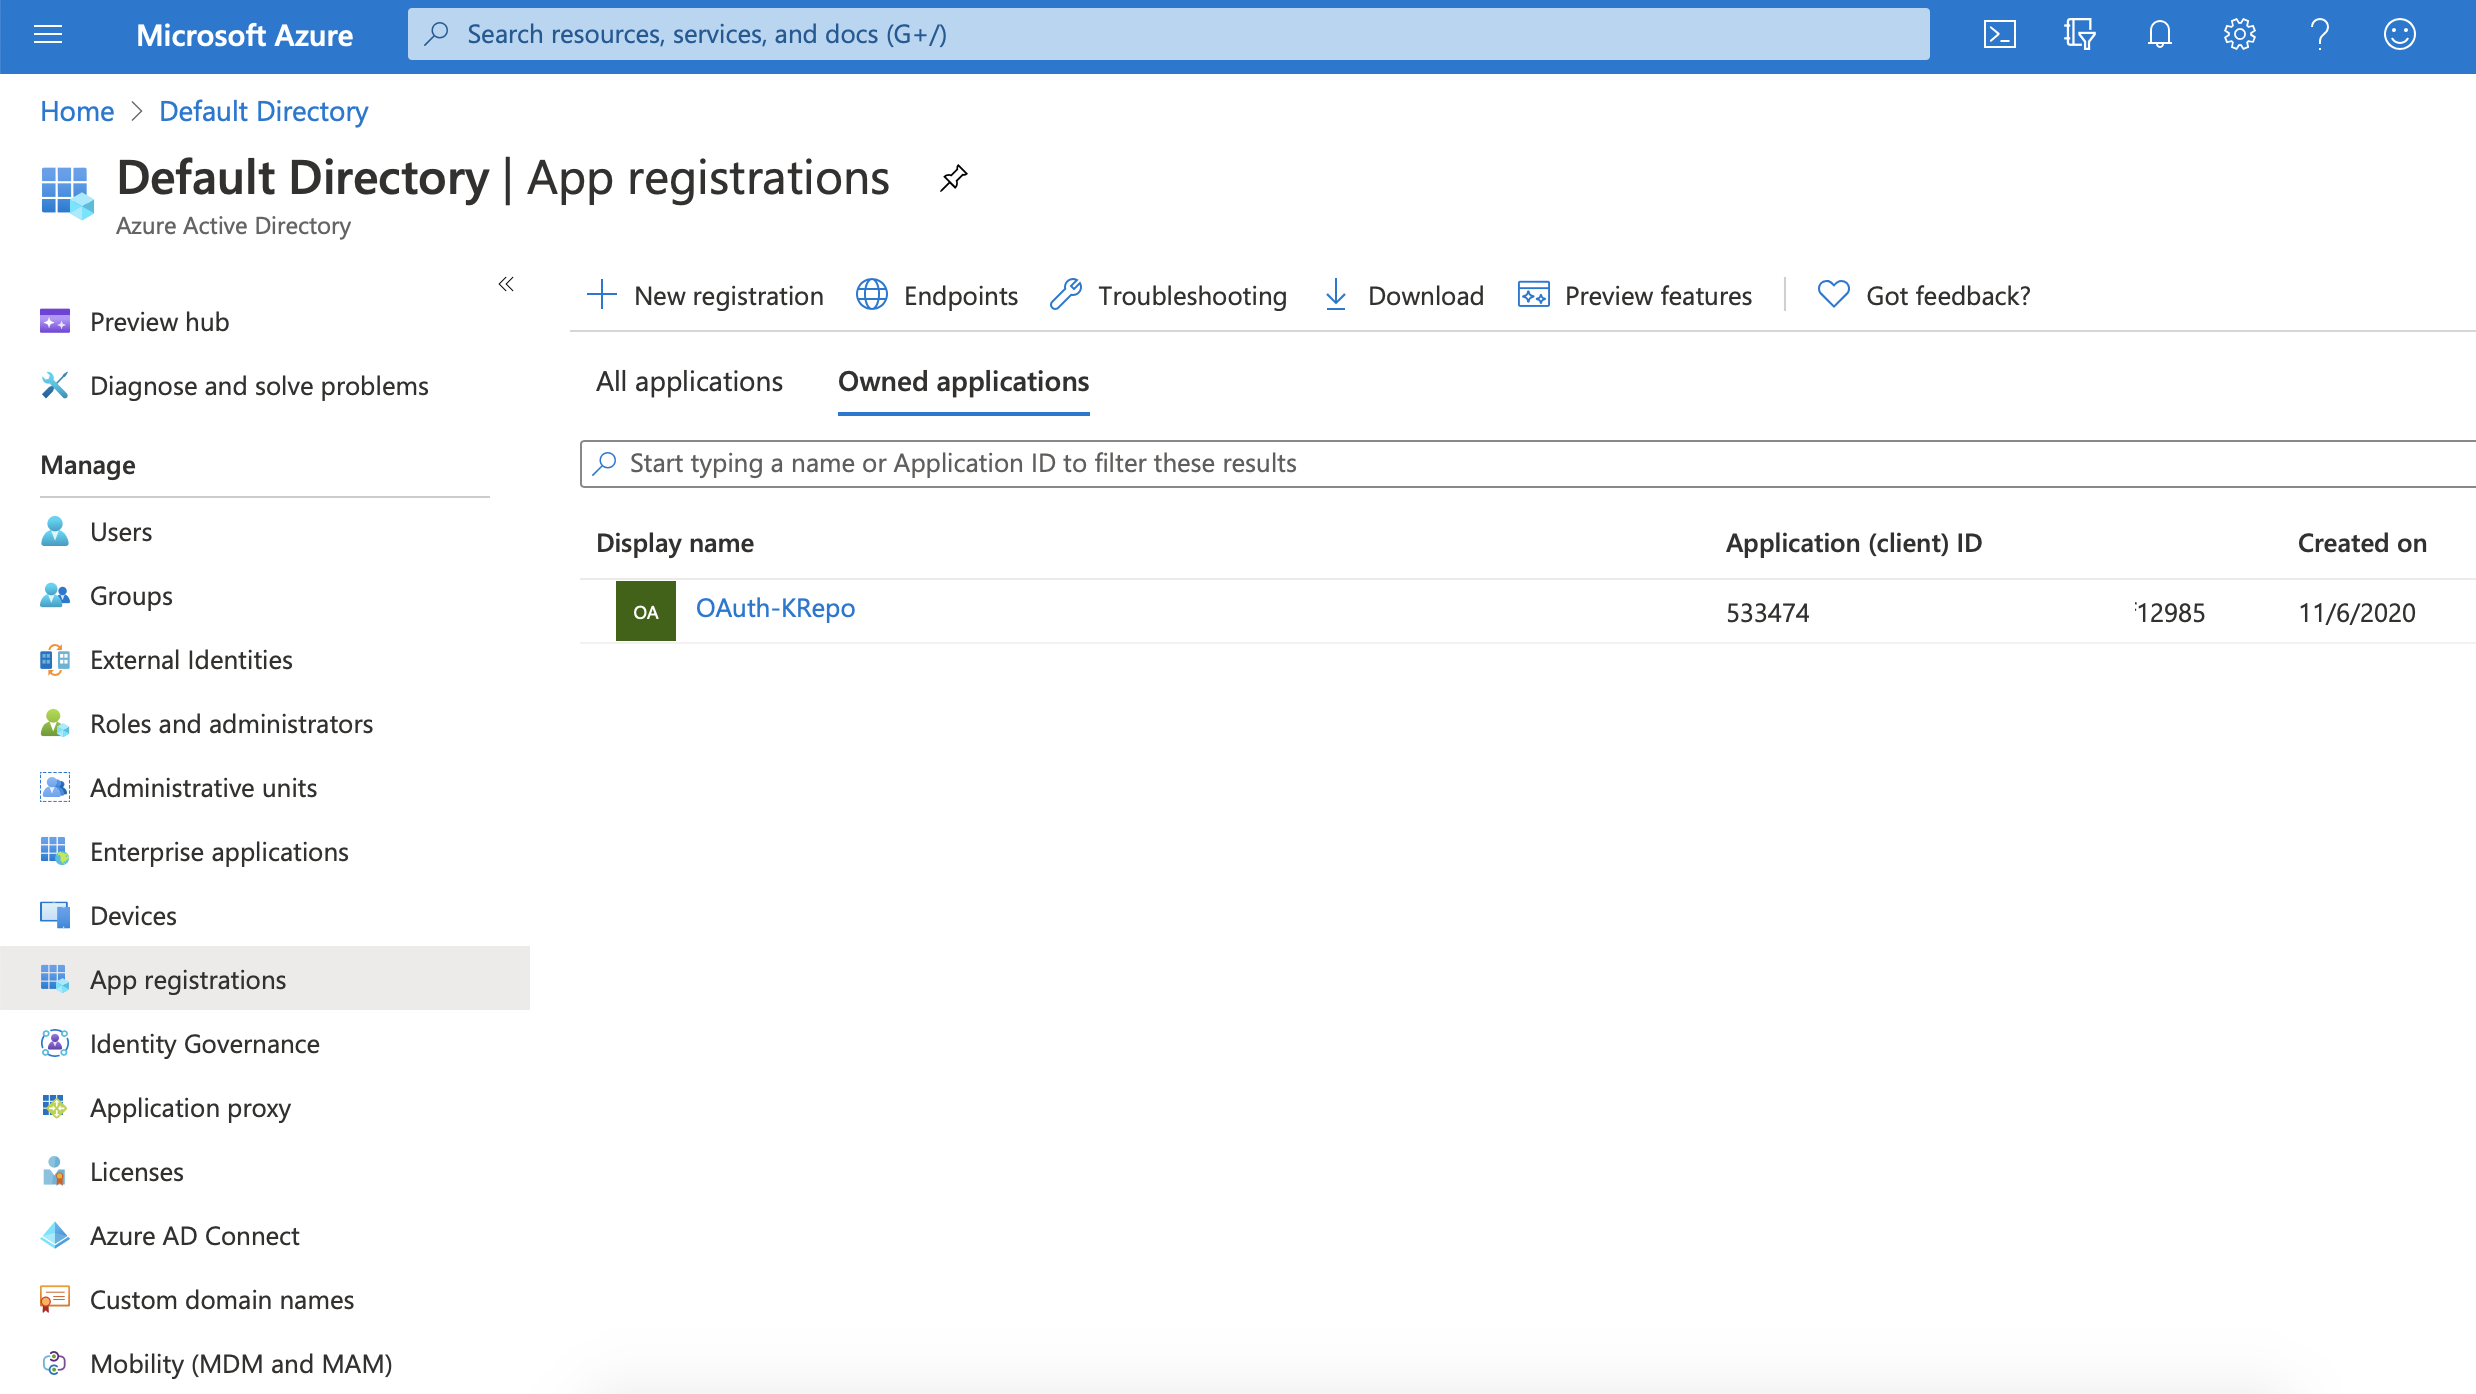 Microsoft Azure
Search resources, services, and docs (G+/)
Home > Default Directory
Default Directory | App registrations
Azure Active Directory
«
Preview hub
Diagnose and solve problems
Manage
Users
Groups
External Identities
Roles and administrators
Administrative units
Enterprise applications
Devices
App registrations
Identity Governance
Application proxy
Licenses
Azure AD Connect
Custom domain names
Mobility (MDM and MAM)
New registration Endpoints Troubleshooting Download Preview features Got feedback?
All applications Owned applications
Start typing a name or Application ID to filter these results
Display name Application (client) ID Created on
OA OAuth-KRepo 533474 12985 11/6/2020